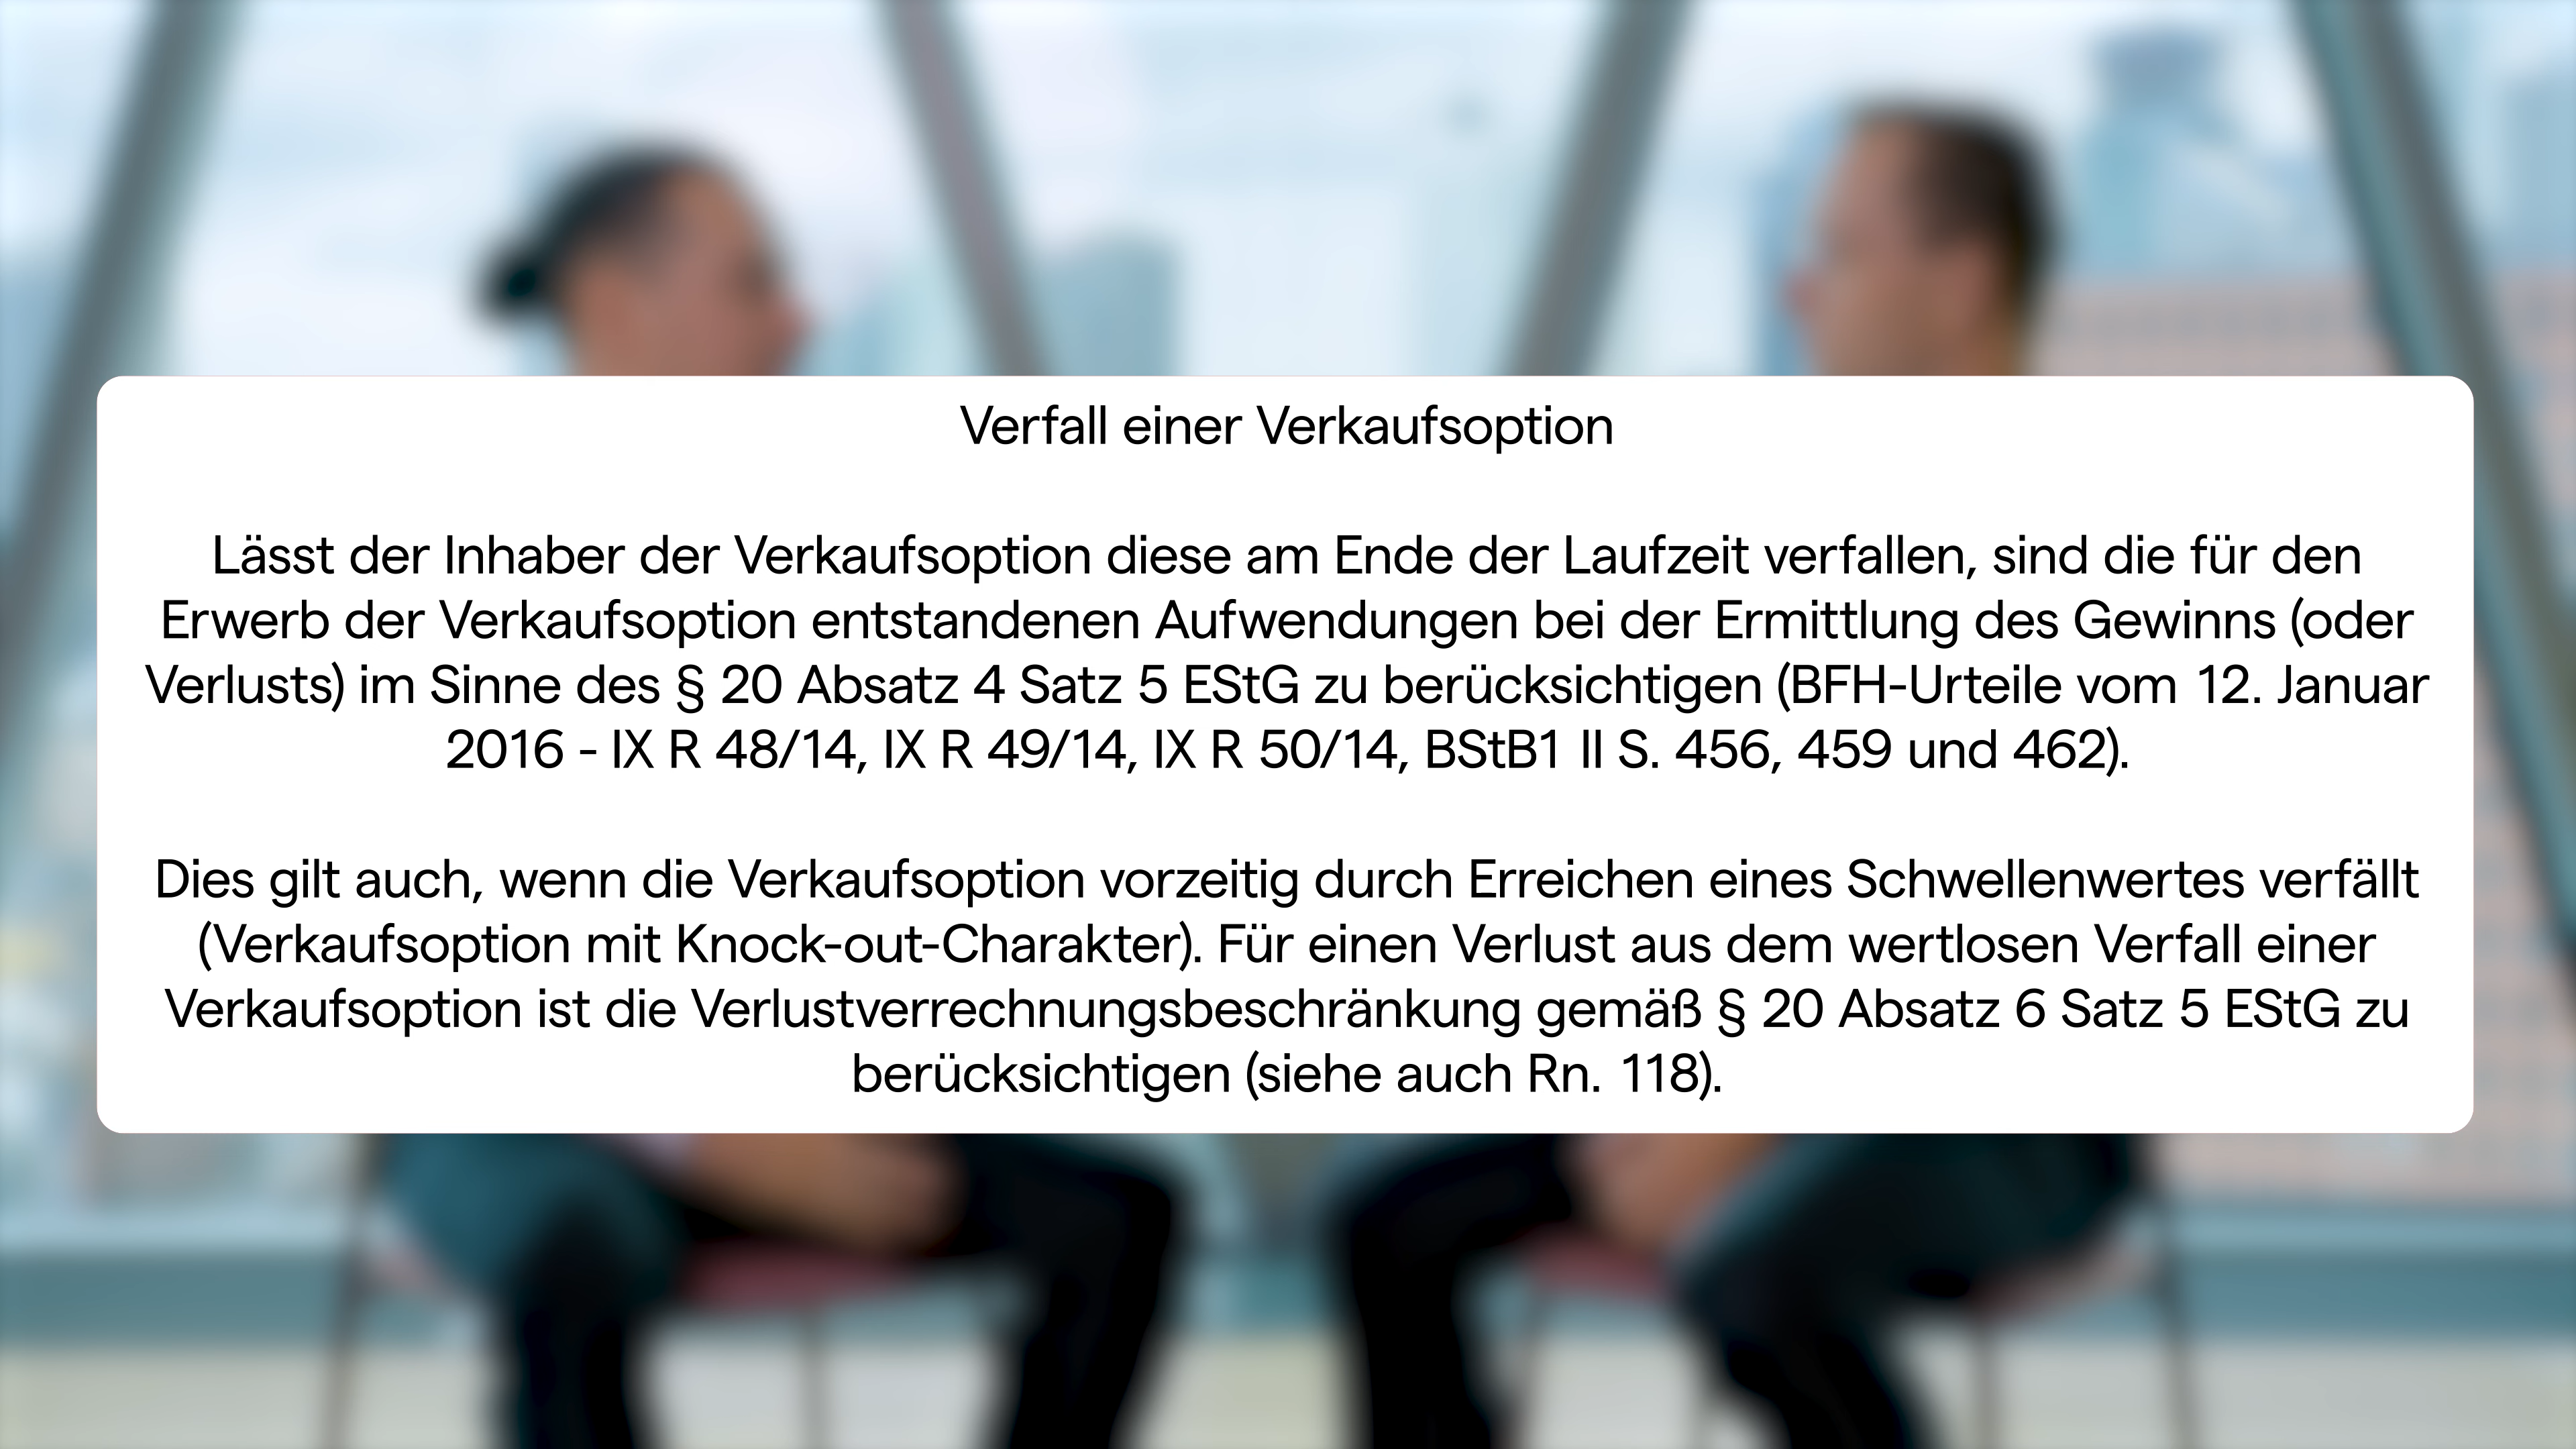 Verfall einer Verkaufsoption
Lässt der Inhaber der Verkaufsoption diese am Ende der Laufzeit verfallen, sind die für den
Erwerb der Verkaufsoption entstandenen Aufwendungen bei der Ermittlung des Gewinns (oder
Verlusts) im Sinne des § 20 Absatz 4 Satz 5 EStG zu berücksichtigen (BFH-Urteile vom 12. Januar
2016 - IX R 48/14, IX R 49/14, IX R 50/14, BStB1 II S. 456, 459 und 462).
Dies gilt auch, wenn die Verkaufsoption vorzeitig durch Erreichen eines Schwellenwertes verfällt
(Verkaufsoption mit Knock-out-Charakter). Für einen Verlust aus dem wertlosen Verfall einer
Verkaufsoption ist die Verlustverrechnungsbeschränkung gemäß § 20 Absatz 6 Satz 5 EStG zu
berücksichtigen (siehe auch Rn. 118).